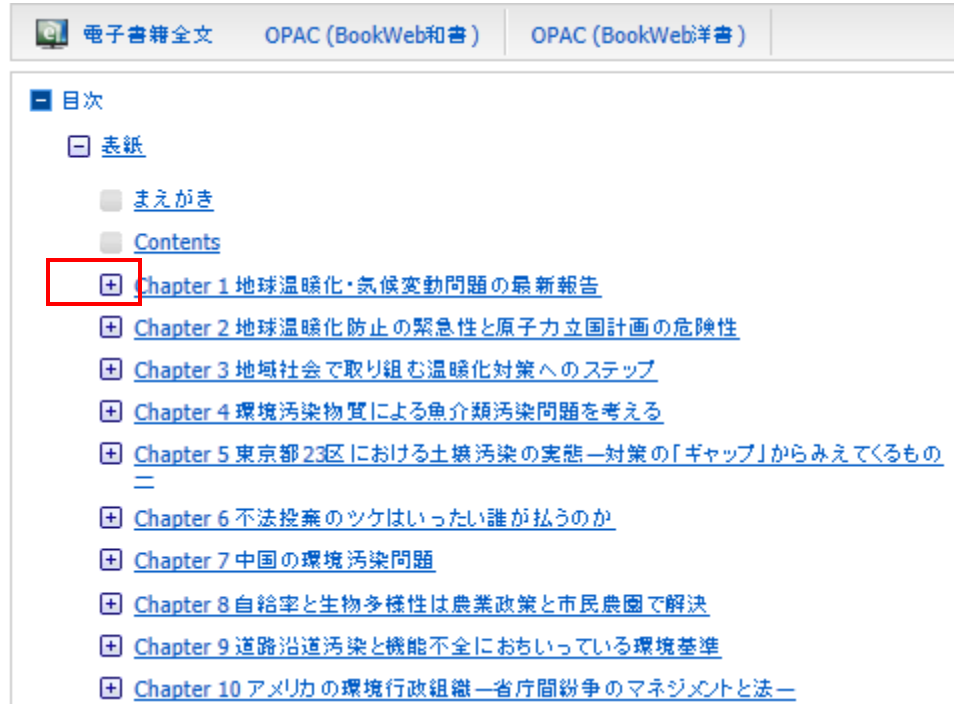 電子書籍全文 OPAC (BookWeb和書) OPAC (BookWeb洋書)
目次
表紙
まえがき
Contents
Chapter 1 地球温暖化・気候変動問題の最新報告
Chapter 2 地球温暖化防止の緊急性と原子力立国計画の危険性
Chapter 3 地域社会で取り組む温暖化対策へのステップ
Chapter 4 環境汚染物質による魚介類汚染問題を考える
Chapter 5 東京都23区における土壌汚染の実態―対策の「ギャップ」からみえてくるもの
―
Chapter 6 不法投棄のツケはいったい誰が払うのか
Chapter 7 中国の環境汚染問題
Chapter 8 自給率と生物多様性は農業政策と市民農園で解決
Chapter 9 道路沿道汚染と機能不全におちいっている環境基準
Chapter 10 アメリカの環境行政組織―省庁間紛争のマネジメントと法―